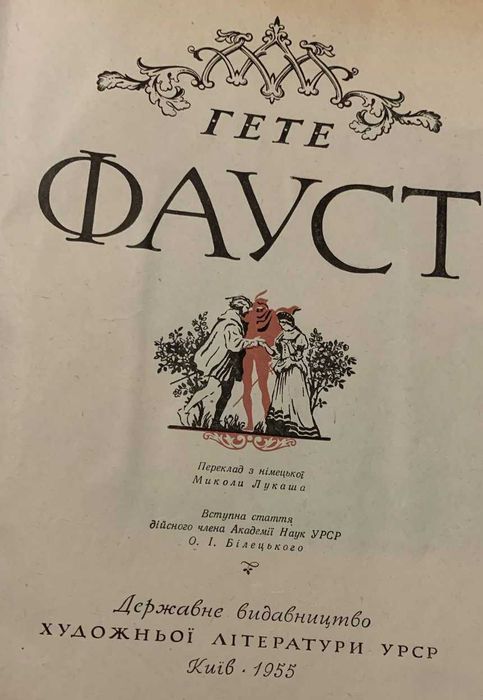 ГЕТЕ
ФАУСТ
Переклад з німецької
Миколи Лукаша
Вступна стаття
дійсного члена Академії Наук УРСР
О. І. Білецького
Державне видавництво
ХУДОЖНЬОЇ ЛІТЕРАТУРИ УРСР
Київ · 1955